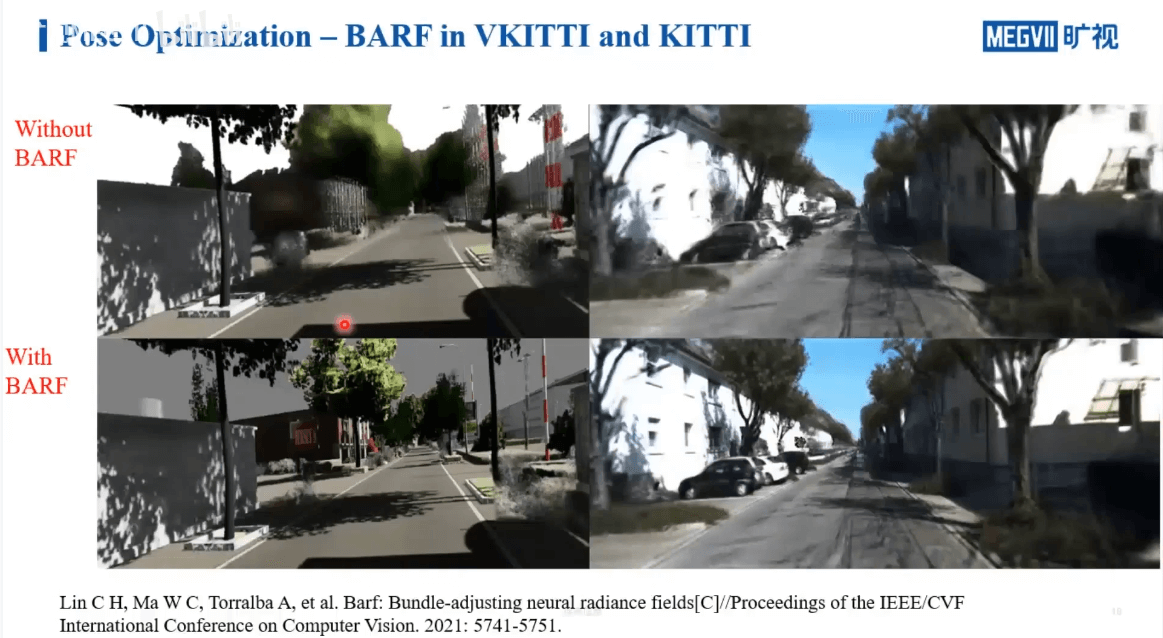 Pose Optimization – BARF in VKITTI and KITTI
MEGVII 旷视
Without
BARF
With
BARF
Lin C H, Ma W C, Torralba A, et al. Barf: Bundle-adjusting neural radiance fields[C]//Proceedings of the IEEE/CVF
International Conference on Computer Vision. 2021: 5741-5751.
18